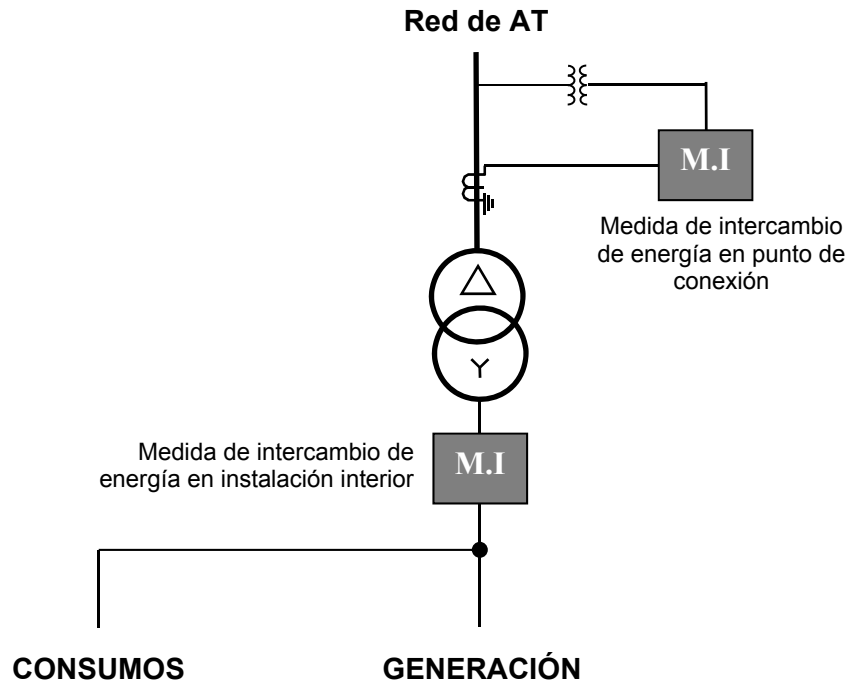 Red de AT
M.I
Medida de intercambio
de energía en punto de
conexión
Medida de intercambio de
energía en instalación interior
M.I
CONSUMOS
GENERACIÓN